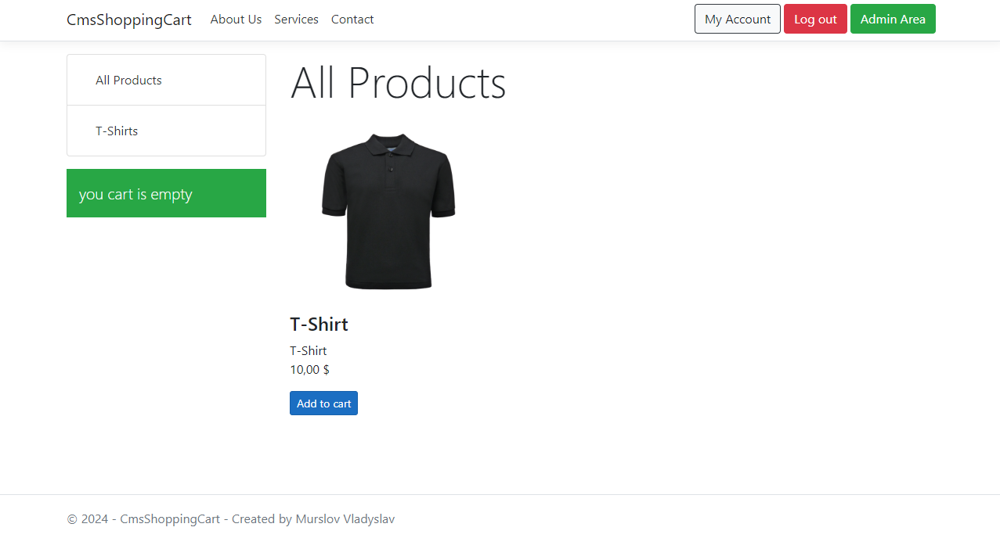 CmsShoppingCart About Us Services Contact My Account Log out Admin Area
All Products
T-Shirts
you cart is empty
All Products
T-Shirt
T-Shirt
10,00 $
Add to cart
© 2024 - CmsShoppingCart - Created by Murslov Vladyslav